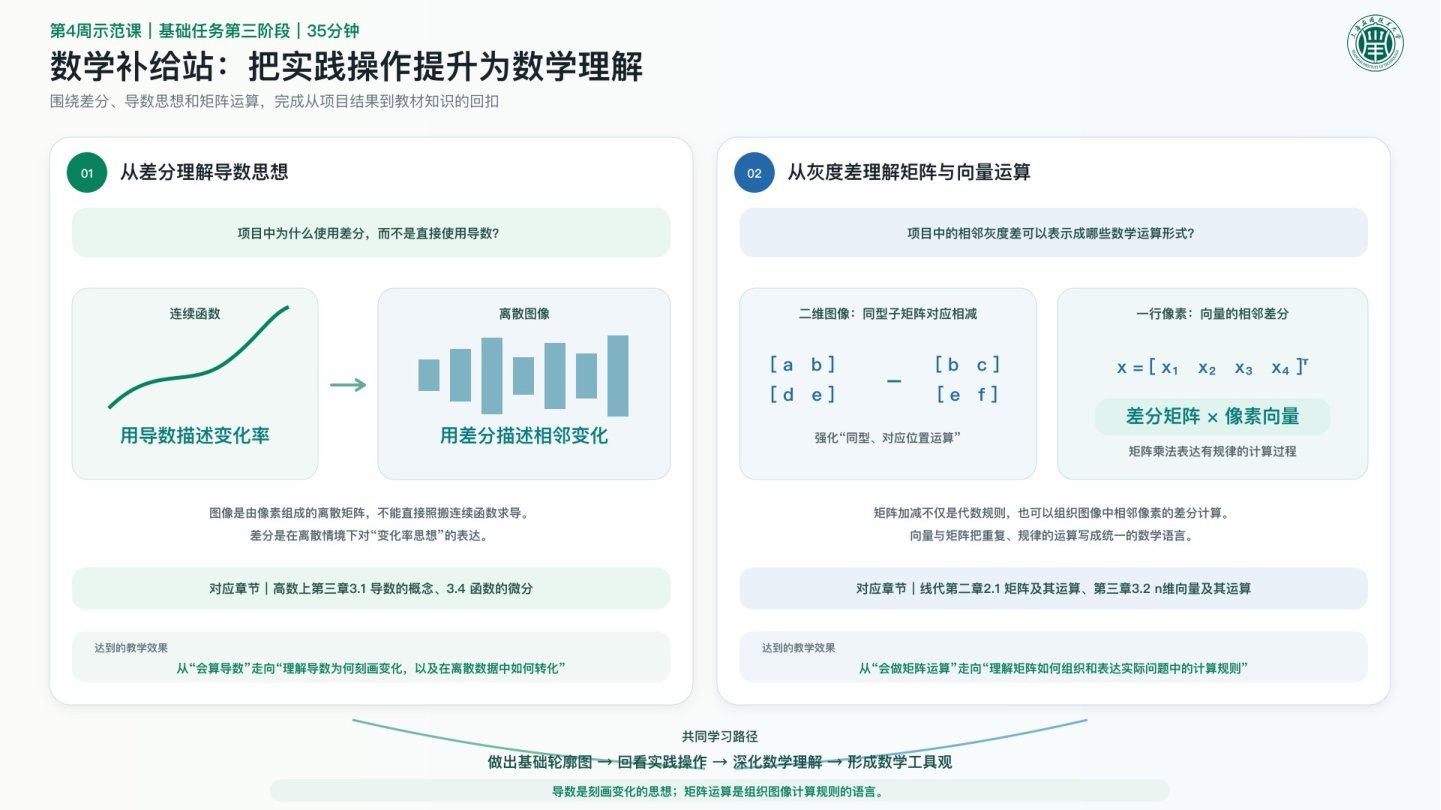 第4周示范课｜基础任务第三阶段｜35分钟
数学补给站：把实践操作提升为数学理解
围绕差分、导数思想和矩阵运算，完成从项目结果到教材知识的回扣
01
从差分理解导数思想
项目中为什么使用差分，而不是直接使用导数？
连续函数
用导数描述变化率
离散图像
用差分描述相邻变化
图像是由像素组成的离散矩阵，不能直接照搬连续函数求导。
差分是在离散情境下对“变化率思想”的表达。
对应章节｜高数上第三章3.1 导数的概念、3.4 函数的微分
达到的教学效果
从“会算导数”走向“理解导数为何刻画变化，以及在离散数据中如何转化”
02
从灰度差理解矩阵与向量运算
项目中的相邻灰度差可以表示成哪些数学运算形式？
二维图像：同型子矩阵对应相减
[ a b ] − [ b c ]
[ d e ] [ e f ]
强化“同型、对应位置运算”
一行像素：向量的相邻差分
x = [ x₁ x₂ x₃ x₄ ]ᵀ
差分矩阵 × 像素向量
矩阵乘法表达有规律的计算过程
矩阵加减不仅是代数规则，也可以组织图像中相邻像素的差分计算。
向量与矩阵把重复、规律的运算写成统一的数学语言。
对应章节｜线代第二章2.1 矩阵及其运算、第三章3.2 n维向量及其运算
达到的教学效果
从“会做矩阵运算”走向“理解矩阵如何组织和表达实际问题中的计算规则”
共同学习路径
做出基础轮廓图 → 回看实践操作 → 深化数学理解 → 形成数学工具观
导数是刻画变化的思想；矩阵运算是组织图像计算规则的语言。